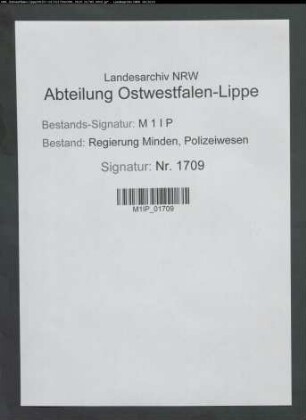 Landesarchiv NRW
Abteilung Ostwestfalen-Lippe
Bestands-Signatur: M 1 I P
Bestand: Regierung Minden, Polizeiwesen
Signatur: Nr. 1709
M1IP_01709